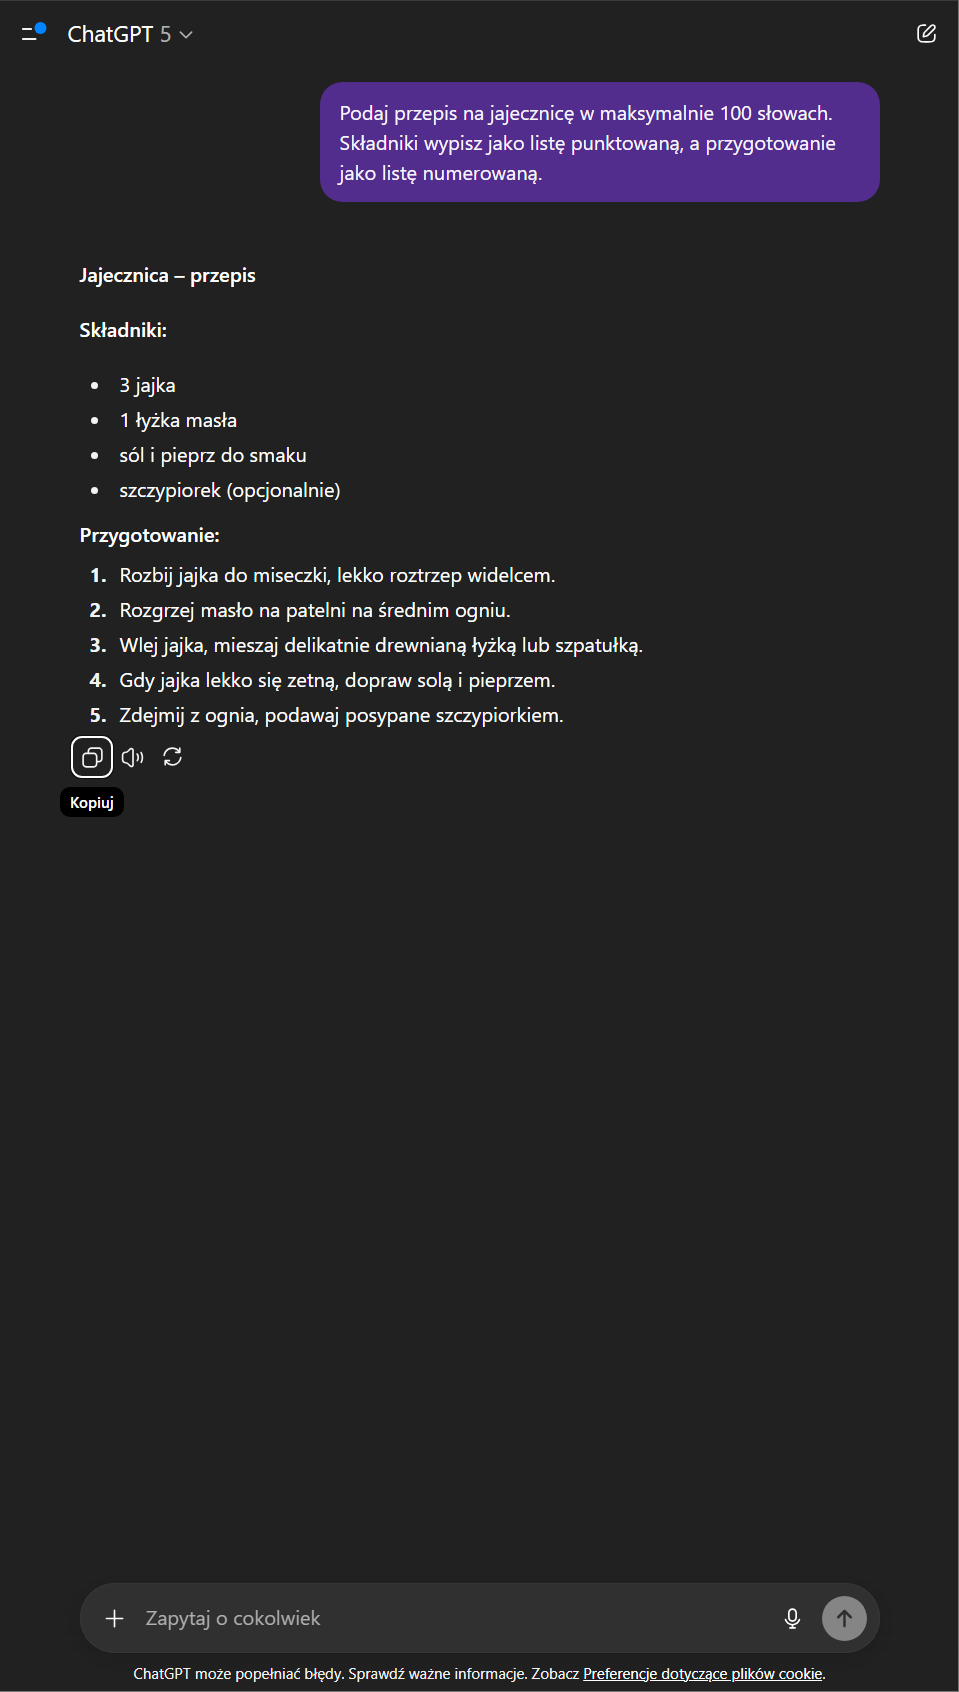 ChatGPT 5
Podaj przepis na jajecznicę w maksymalnie 100 słowach.
Składniki wypisz jako listę punktowaną, a przygotowanie
jako listę numerowaną.
Jajecznica – przepis
Składniki:
• 3 jajka
• 1 łyżka masła
• sól i pieprz do smaku
• szczypiorek (opcjonalnie)
Przygotowanie:
1. Rozbij jajka do miseczki, lekko roztrzep widelcem.
2. Rozgrzej masło na patelni na średnim ogniu.
3. Wlej jajka, mieszaj delikatnie drewnianą łyżką lub szpatułką.
4. Gdy jajka lekko się zetną, dopraw solą i pieprzem.
5. Zdejmij z ognia, podawaj posypane szczypiorkiem.
Kopiuj
Zapytaj o cokolwiek
ChatGPT może popełniać błędy. Sprawdź ważne informacje. Zobacz Preferencje dotyczące plików cookie.